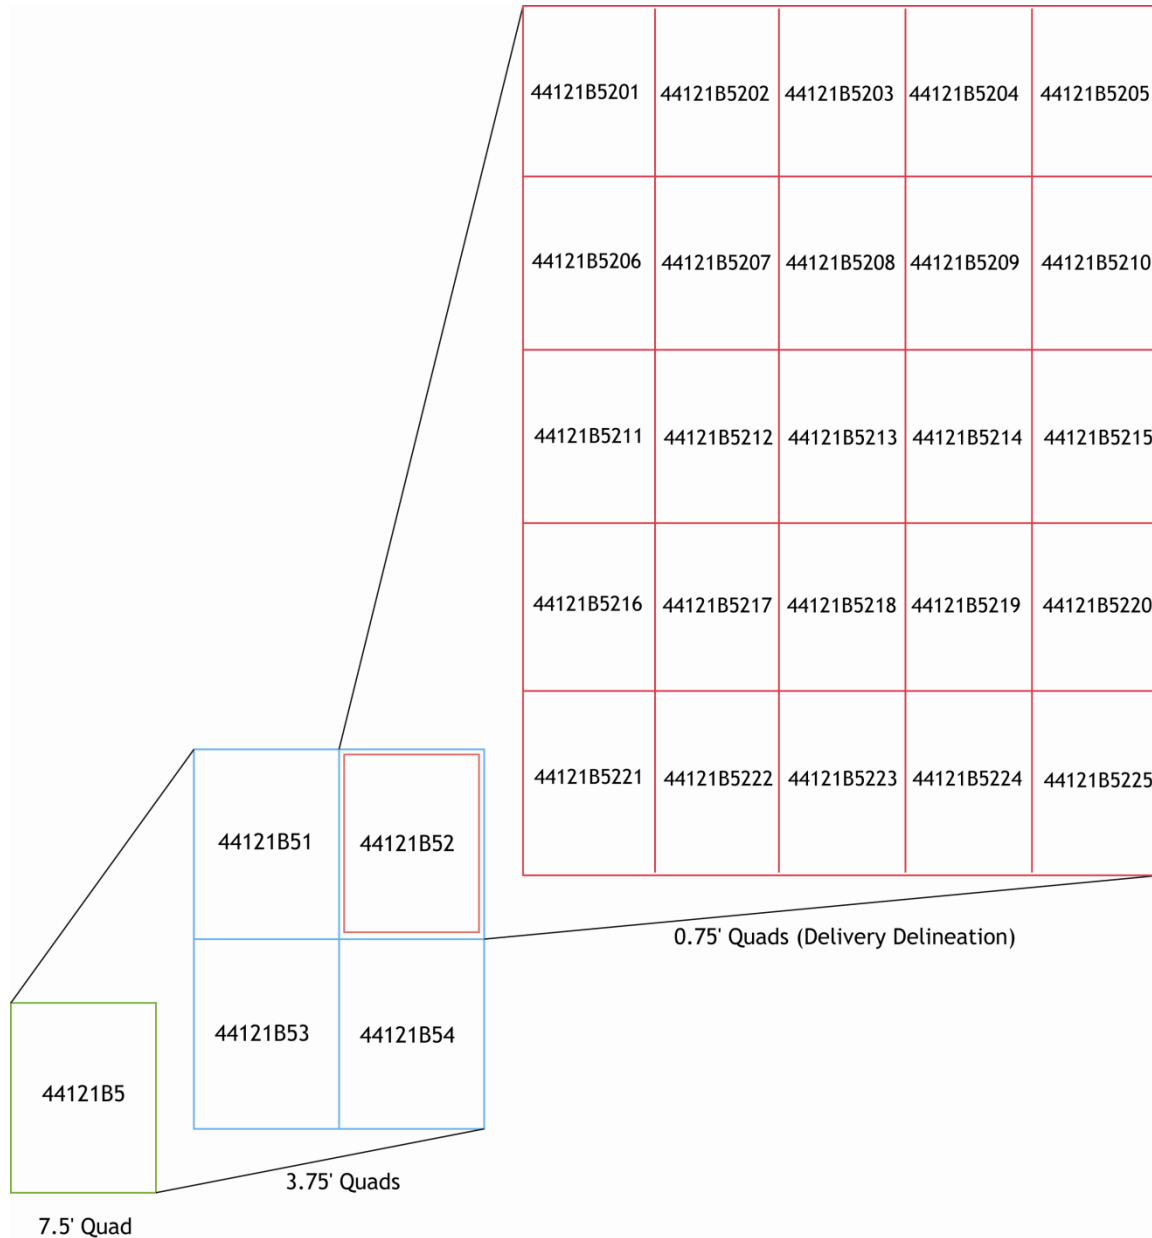 44121B5201 44121B5202 44121B5203 44121B5204 44121B5205
44121B5206 44121B5207 44121B5208 44121B5209 44121B5210
44121B5211 44121B5212 44121B5213 44121B5214 44121B5215
44121B5216 44121B5217 44121B5218 44121B5219 44121B5220
44121B5221 44121B5222 44121B5223 44121B5224 44121B5225
0.75' Quads (Delivery Delineation)
44121B51 44121B52
44121B53 44121B54
3.75' Quads
44121B5
7.5' Quad